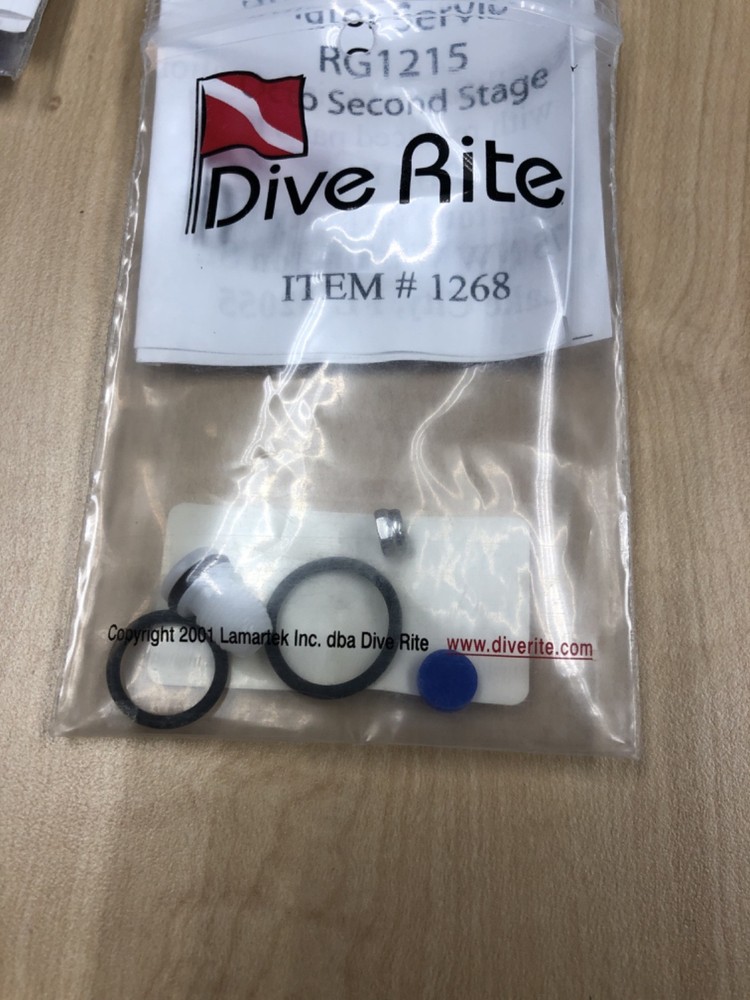 RG1215
Second Stage
Dive Rite
ITEM # 1268
Copyright 2001 Lamartek Inc. dba Dive Rite www.diverite.com